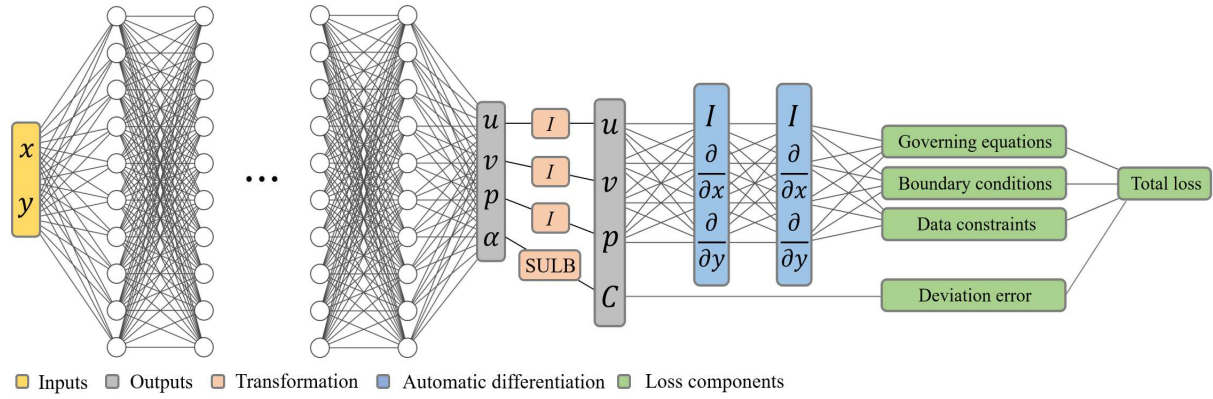 x
y
...
u
v
p
α
I
I
I
SULB
u
v
p
C
I
∂
∂x
∂
∂y
I
∂
∂x
∂
∂y
Governing equations
Boundary conditions
Data constraints
Deviation error
Total loss
Inputs Outputs Transformation Automatic differentiation Loss components